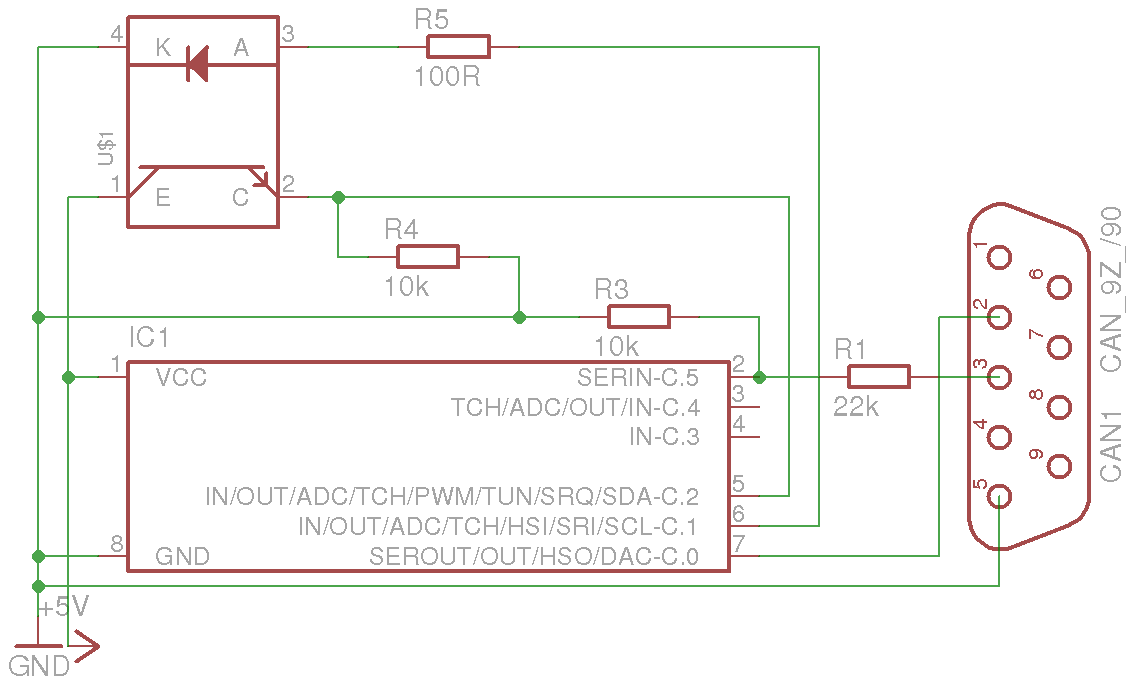 R5
4
K
A
3
100R
U$1
1
E
C
2
R4
10k
R3
10k
IC1
1
VCC
SERIN-C.5
2
TCH/ADC/OUT/IN-C.4
3
IN-C.3
4
IN/OUT/ADC/TCH/PWM/TUN/SRQ/SDA-C.2
5
IN/OUT/ADC/TCH/HSI/SRI/SCL-C.1
6
8
GND
SEROUT/OUT/HSO/DAC-C.0
7
R1
22k
1
6
2
7
3
8
4
9
5
CAN1 CAN_9Z_/90
+5V
GND